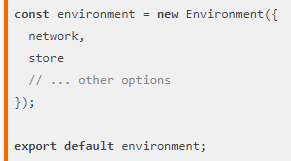 const environment = new Environment({
  network,
  store
  // ... other options
});

export default environment;